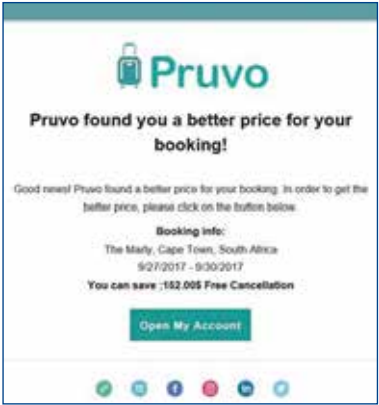 Pruvo
Pruvo found you a better price for your
booking!
Good news! Pruvo found a better price for your booking. In order to get the
better price, please click on the button below.
Booking info:
The Marly, Cape Town, South Africa
9/27/2017 - 9/30/2017
You can save :152.00$ Free Cancellation
Open My Account